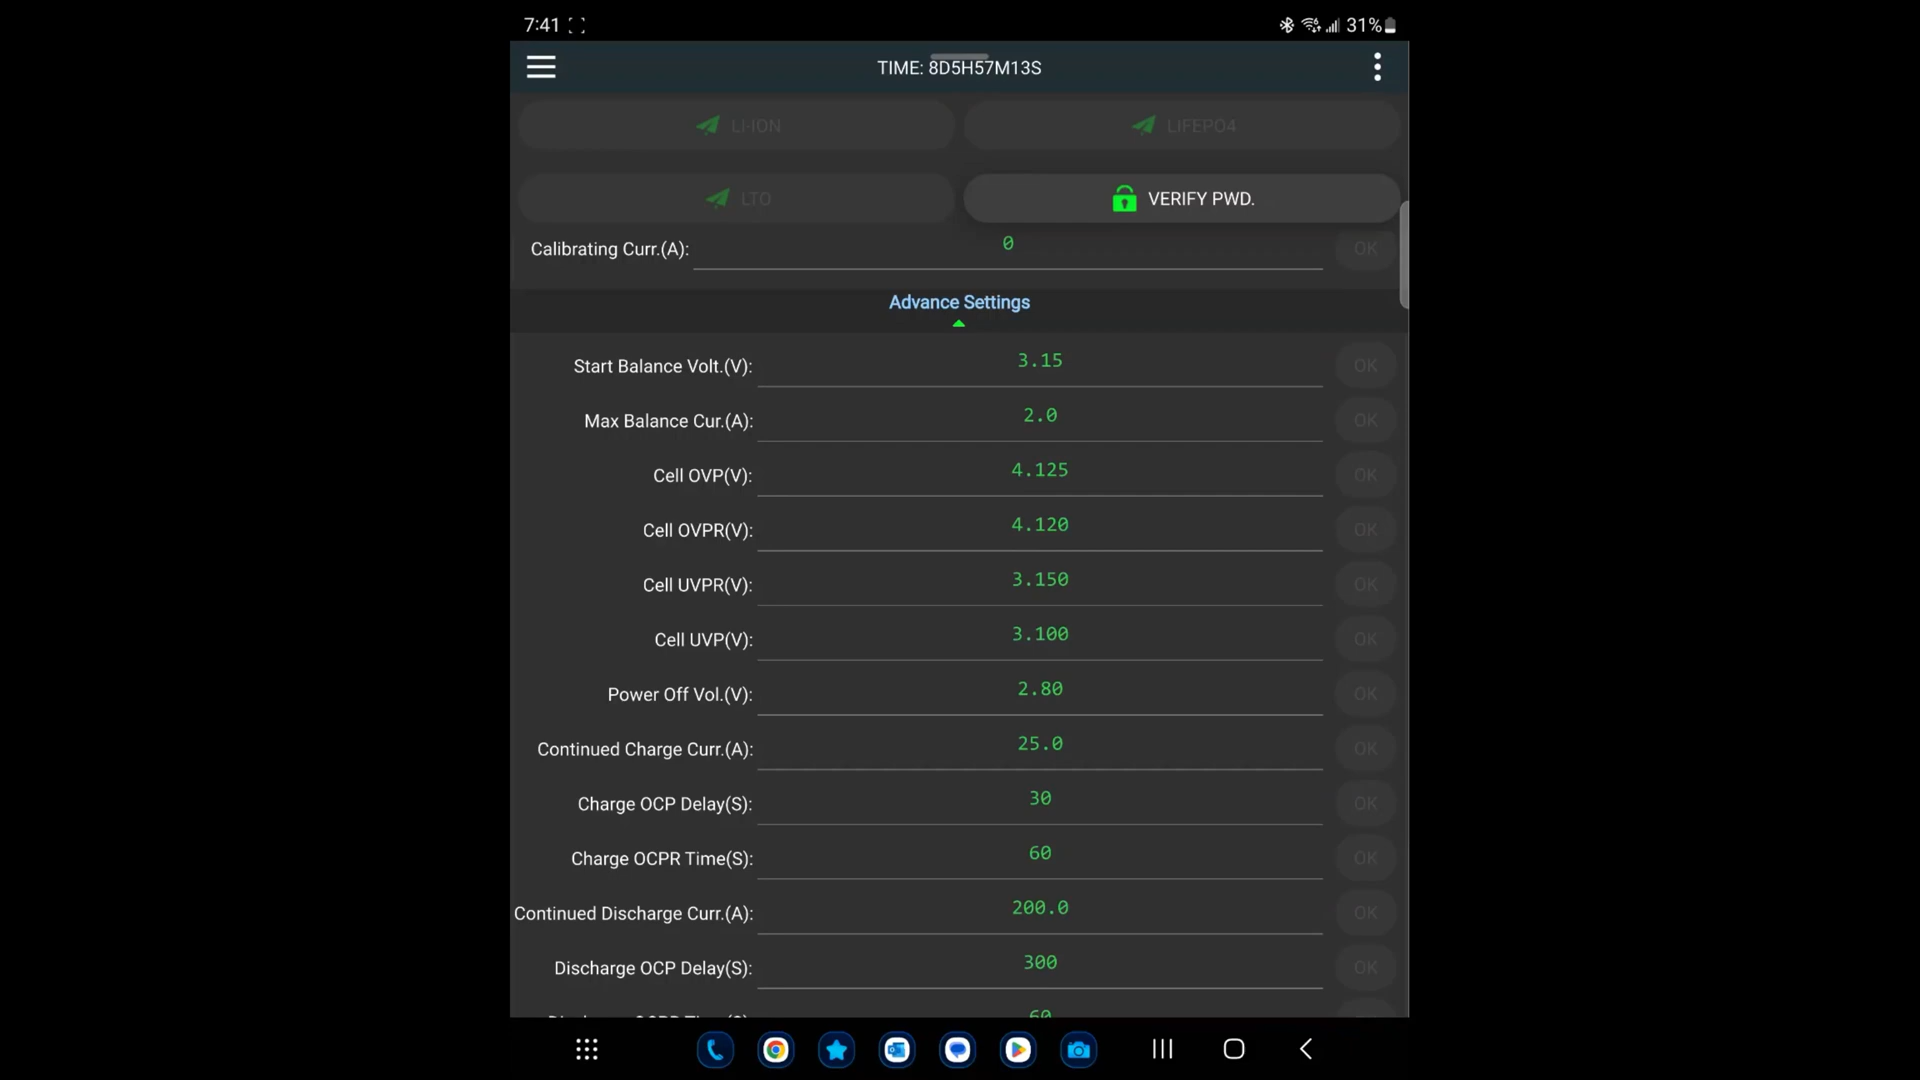 7:41
31%
TIME: 8D5H57M13S
LI-ION
LIFEPO4
LTO
VERIFY PWD.
Calibrating Curr.(A): 0 OK
Advance Settings
Start Balance Volt.(V): 3.15 OK
Max Balance Cur.(A): 2.0 OK
Cell OVP(V): 4.125 OK
Cell OVPR(V): 4.120 OK
Cell UVPR(V): 3.150 OK
Cell UVP(V): 3.100 OK
Power Off Vol.(V): 2.80 OK
Continued Charge Curr.(A): 25.0 OK
Charge OCP Delay(S): 30 OK
Charge OCPR Time(S): 60 OK
Continued Discharge Curr.(A): 200.0 OK
Discharge OCP Delay(S): 300 OK